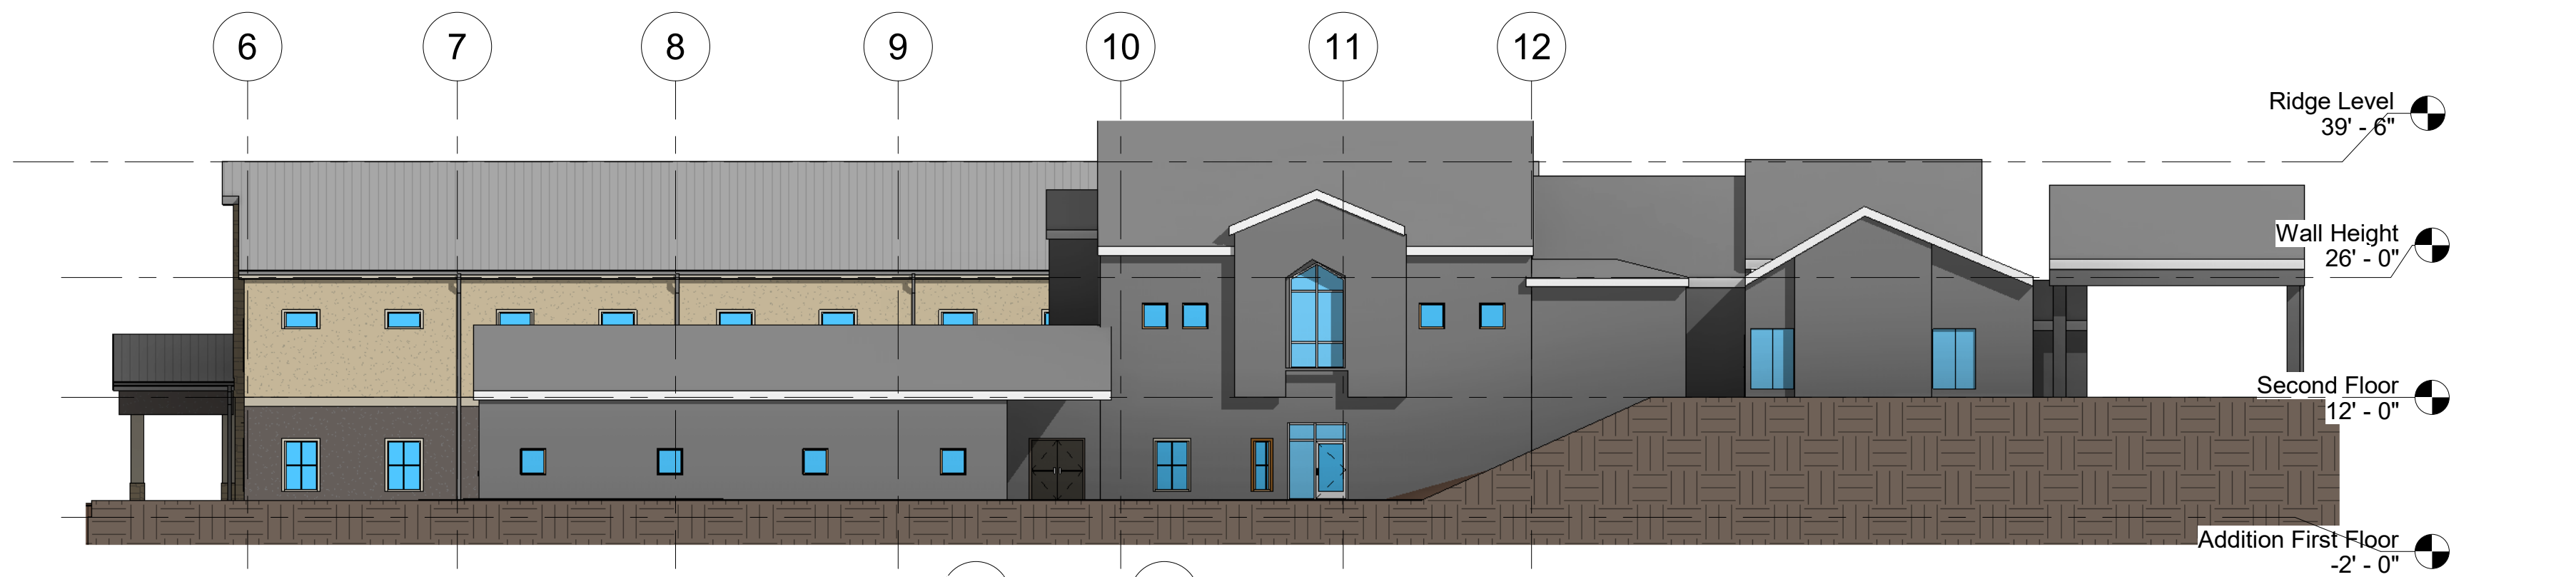 6
7
8
9
10
11
12
Ridge Level
39' - 6"
Wall Height
26' - 0"
Second Floor
12' - 0"
Addition First Floor
-2' - 0"